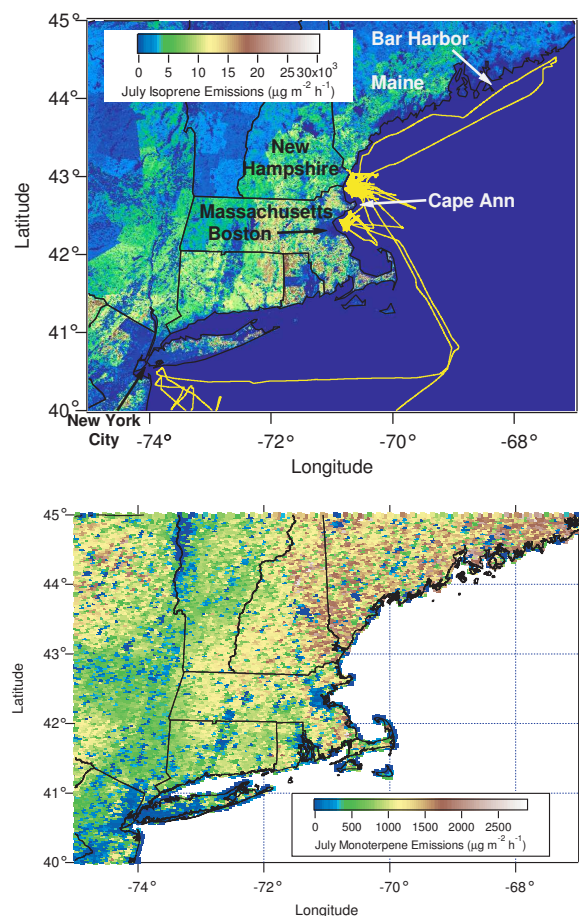 45°
Bar Harbor
0 5 10 15 20 25 30x10³
July Isoprene Emissions (µg m⁻² h⁻¹)
Maine
44°
New
Hampshire
43°
Cape Ann
Massachusetts
Boston
42°
41°
40°
Latitude
New York
City
-74° -72° -70° -68°
Longitude
45°
44°
43°
42°
41°
40°
Latitude
0 500 1000 1500 2000 2500
July Monoterpene Emissions (µg m⁻² h⁻¹)
-74° -72° -70° -68°
Longitude